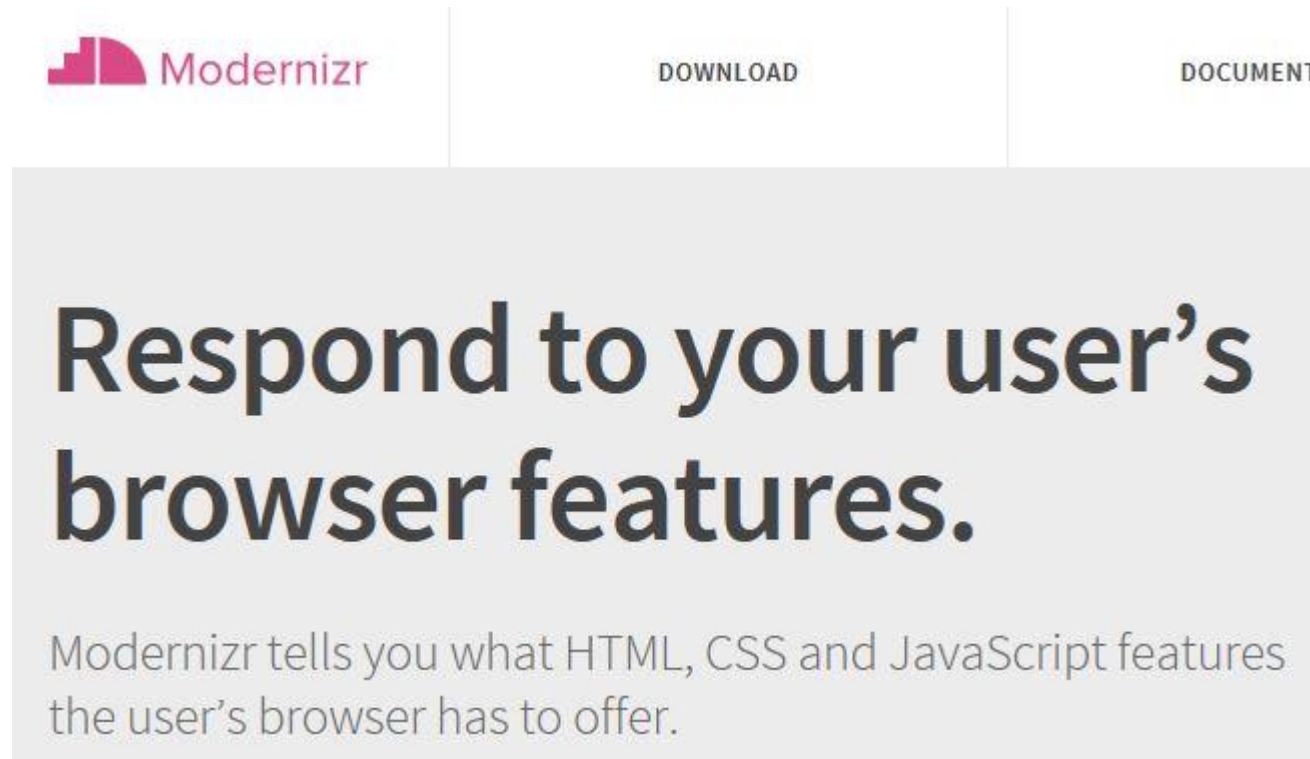 Modernizr
DOWNLOAD
DOCUMENT
Respond to your user’s
browser features.
Modernizr tells you what HTML, CSS and JavaScript features
the user’s browser has to offer.